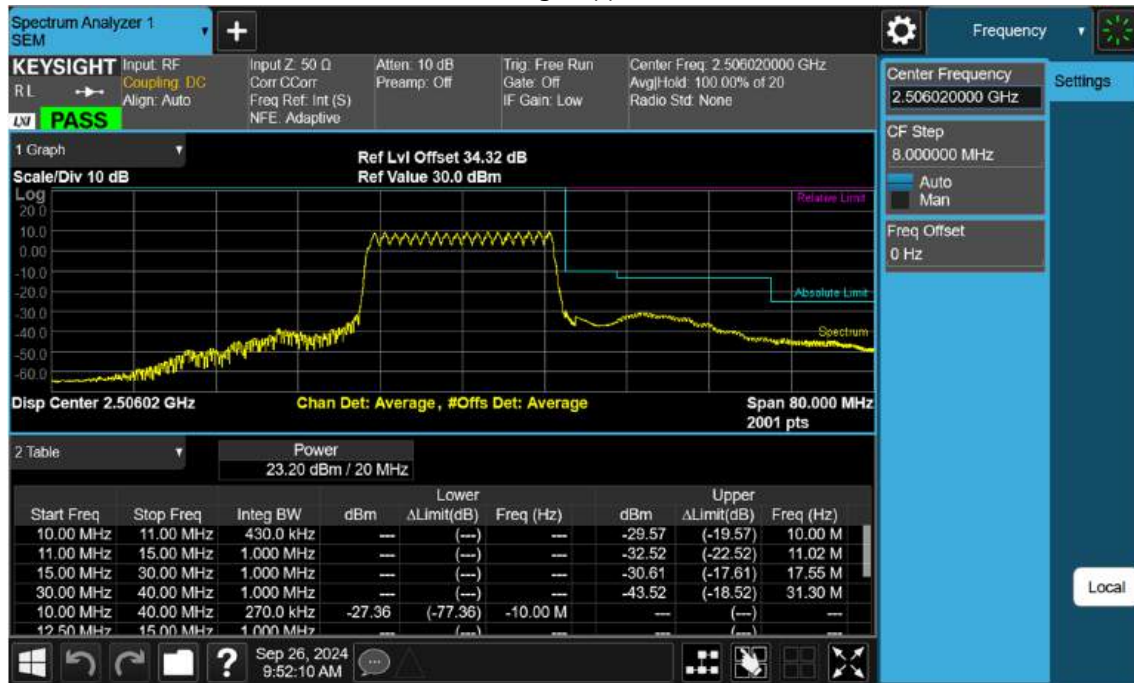 Spectrum Analyzer 1
SEM
Frequency
KEYSIGHT
R L
LXI
PASS
Input: RF
Coupling: DC
Align: Auto
Input Z: 50 Ω
Corr CCorr
Freq Ref: Int (S)
NFE: Adaptive
Atten: 10 dB
Preamp: Off
Trig: Free Run
Gate: Off
IF Gain: Low
Center Freq: 2.506020000 GHz
Avg|Hold: 100.00% of 20
Radio Std: None
Center Frequency
2.506020000 GHz
Settings
CF Step
8.000000 MHz
Auto
Man
Freq Offset
0 Hz
1 Graph
Scale/Div 10 dB
Ref Lvl Offset 34.32 dB
Ref Value 30.0 dBm
Log
20.0
10.0
0.00
-10.0
-20.0
-30.0
-40.0
-50.0
-60.0
Relative Limit
Absolute Limit
Spectrum
Disp Center 2.50602 GHz
Chan Det: Average, #Offs Det: Average
Span 80.000 MHz
2001 pts
2 Table
Power
23.20 dBm / 20 MHz
Lower Upper
Start Freq Stop Freq Integ BW dBm ΔLimit(dB) Freq (Hz) dBm ΔLimit(dB) Freq (Hz)
10.00 MHz 11.00 MHz 430.0 kHz --- (---) --- -29.57 (-19.57) 10.00 M
11.00 MHz 15.00 MHz 1.000 MHz --- (---) --- -32.52 (-22.52) 11.02 M
15.00 MHz 30.00 MHz 1.000 MHz --- (---) --- -30.61 (-17.61) 17.55 M
30.00 MHz 40.00 MHz 1.000 MHz --- (---) --- -43.52 (-18.52) 31.30 M
10.00 MHz 40.00 MHz 270.0 kHz -27.36 (-77.36) -10.00 M --- (---) ---
12.50 MHz 15.00 MHz 1.000 MHz --- (---) --- --- (---) ---
Local
?
Sep 26, 2024
9:52:10 AM